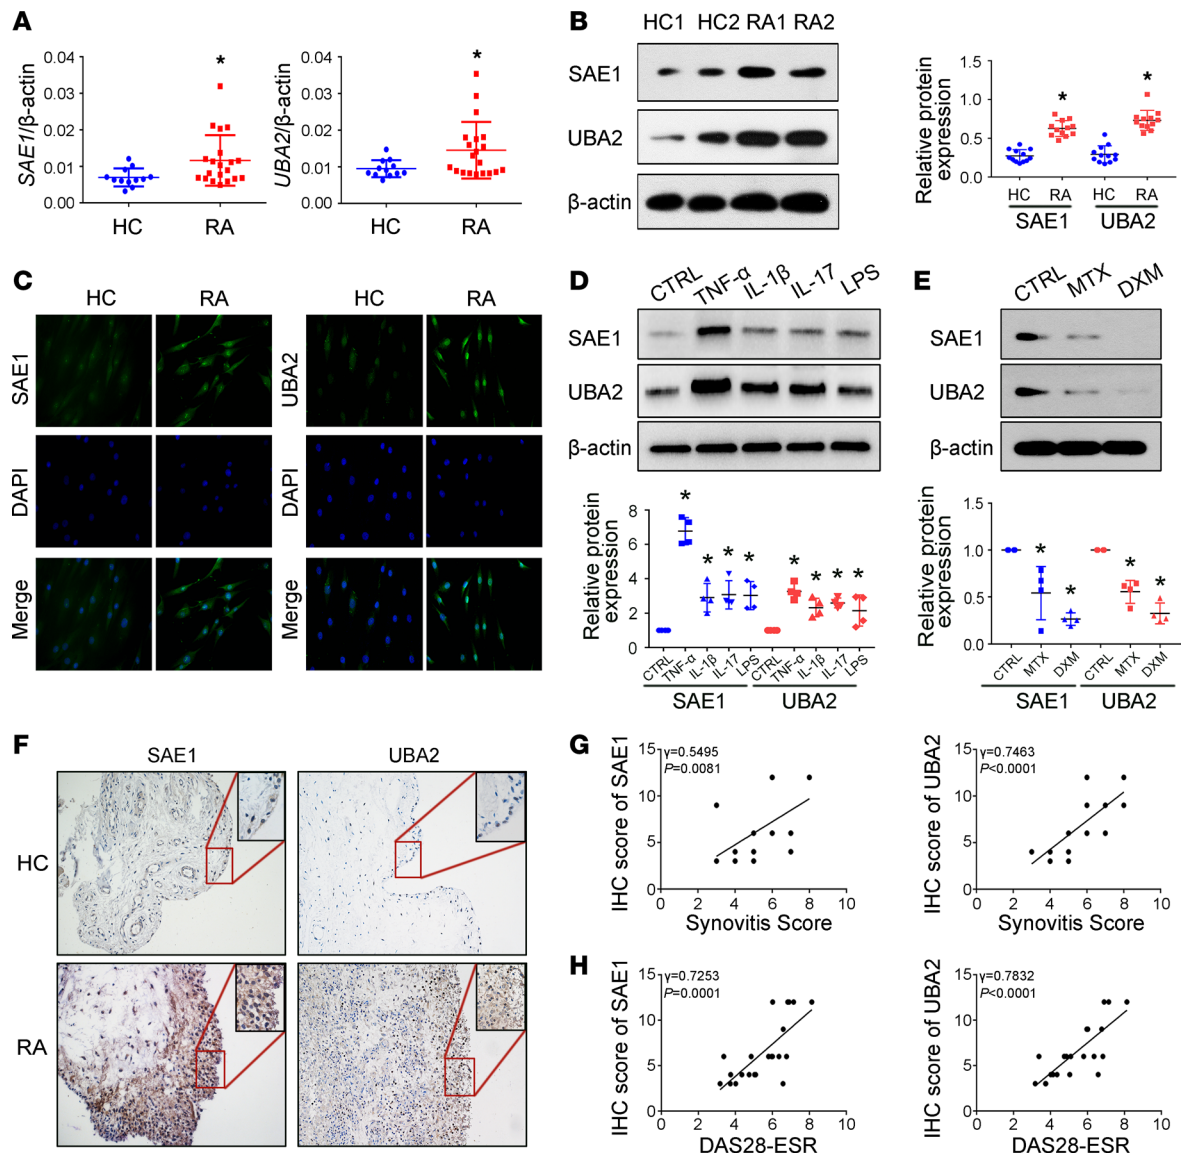 A
SAE1/β-actin
0.04
0.03
0.02
0.01
0.00
*
HC
RA
UBA2/β-actin
0.04
0.03
0.02
0.01
0.00
*
HC
RA
B
HC1 HC2 RA1 RA2
SAE1
UBA2
β-actin
Relative protein
expression
1.5
1.0
0.5
0.0
* *
HC RA HC RA
SAE1 UBA2
C
HC RA HC RA
SAE1 UBA2
DAPI DAPI
Merge Merge
D
CTRL TNF-α IL-1β IL-17 LPS
SAE1
UBA2
β-actin
Relative protein
expression
8
6
4
2
0
* * * * * * * *
CTRL TNF-α IL-1β IL-17 LPS CTRL TNF-α IL-1β IL-17 LPS
SAE1 UBA2
E
CTRL MTX DXM
SAE1
UBA2
β-actin
Relative protein
expression
1.5
1.0
0.5
0.0
* * * *
CTRL MTX DXM CTRL MTX DXM
SAE1 UBA2
F
SAE1 UBA2
HC
RA
G
IHC score of SAE1
15
10
5
0
γ=0.5495
P=0.0081
0 2 4 6 8 10
Synovitis Score
IHC score of UBA2
15
10
5
0
γ=0.7463
P<0.0001
0 2 4 6 8 10
Synovitis Score
H
IHC score of SAE1
15
10
5
0
γ=0.7253
P=0.0001
0 2 4 6 8 10
DAS28-ESR
IHC score of UBA2
15
10
5
0
γ=0.7832
P<0.0001
0 2 4 6 8 10
DAS28-ESR